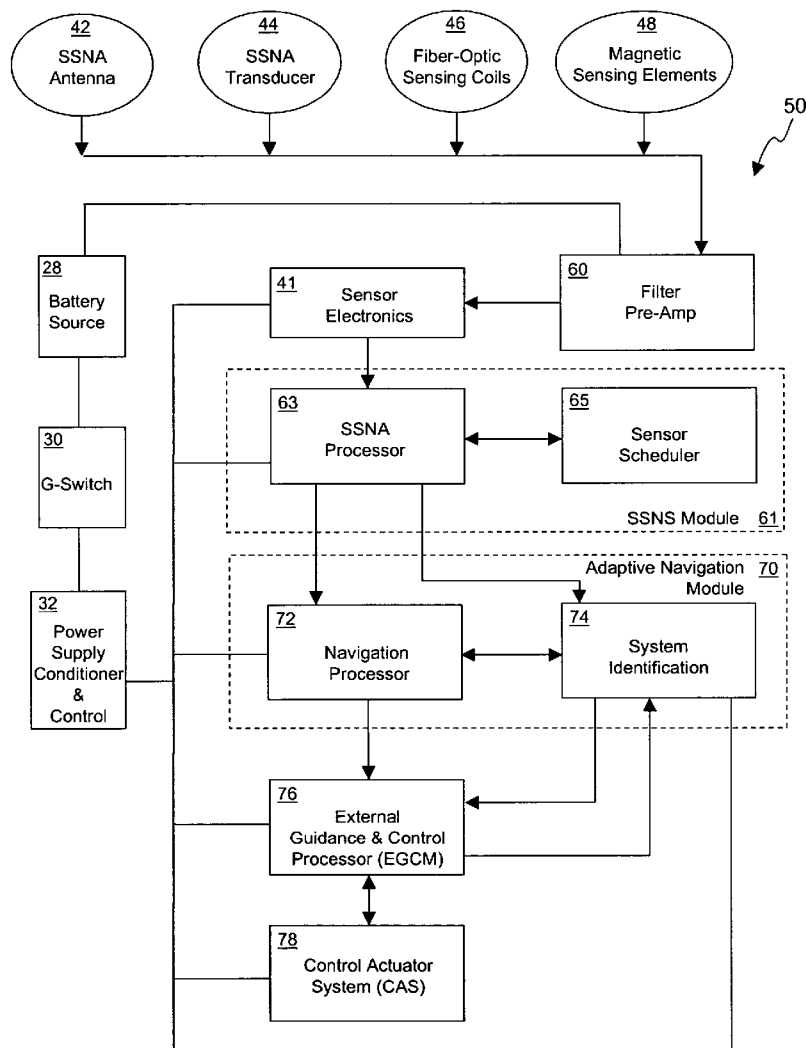 42
SSNA
Antenna
44
SSNA
Transducer
46
Fiber-Optic
Sensing Coils
48
Magnetic
Sensing Elements
50
28
Battery
Source
41
Sensor
Electronics
60
Filter
Pre-Amp
63
SSNA
Processor
65
Sensor
Scheduler
SSNS Module 61
30
G-Switch
Adaptive Navigation 70
Module
32
Power
Supply
Conditioner
&
Control
72
Navigation
Processor
74
System
Identification
76
External
Guidance & Control
Processor (EGCM)
78
Control Actuator
System (CAS)